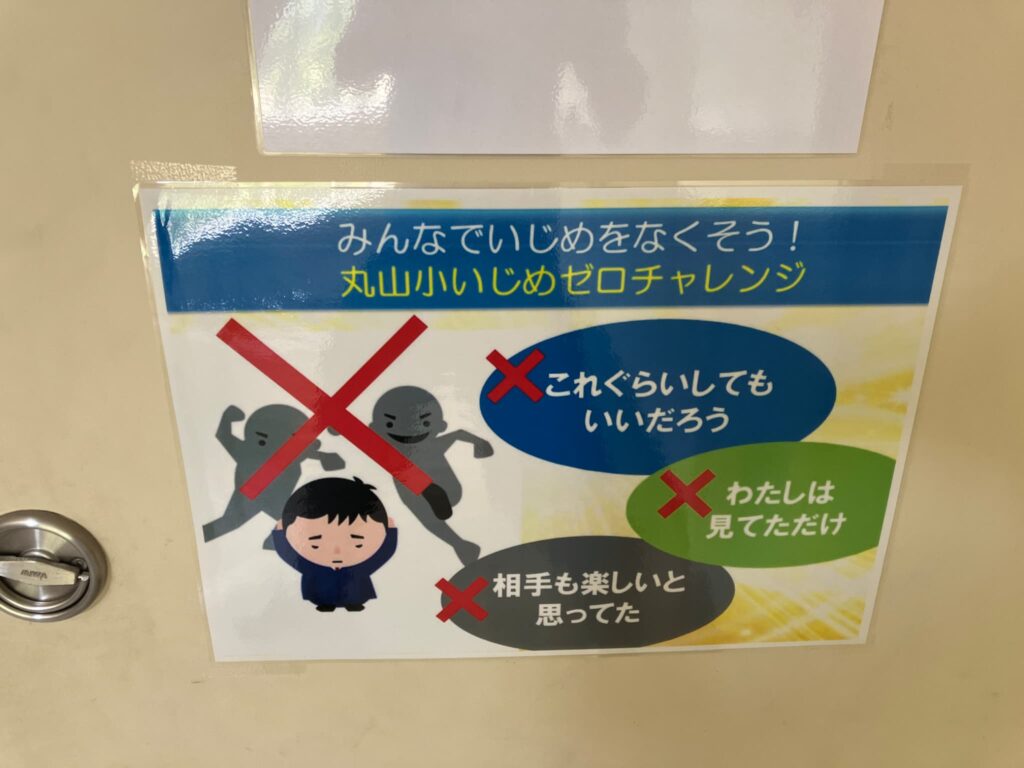 みんなでいじめをなくそう！
丸山小いじめゼロチャレンジ
これぐらいしても
いいだろう
わたしは
見てただけ
相手も楽しいと
思ってた